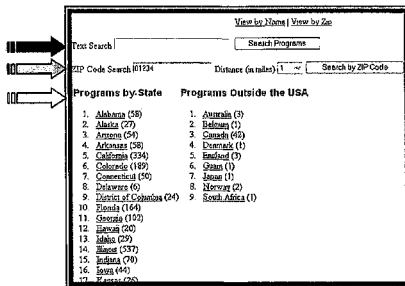 View by Name | View by Zip
Text Search Search Programs
ZIP Code Search 01234 Distance (in miles) 1 Search by ZIP Code
Programs by State Programs Outside the USA
1. Alabama (58) 1. Australia (3)
2. Alaska (27) 2. Belgium (1)
3. Arizona (54) 3. Canada (42)
4. Arkansas (58) 4. Denmark (1)
5. California (334) 5. England (3)
6. Colorado (189) 6. Guam (1)
7. Connecticut (50) 7. Japan (1)
8. Delaware (6) 8. Norway (2)
9. District of Columbia (24) 9. South Africa (1)
10. Florida (164)
11. Georgia (102)
12. Hawaii (20)
13. Idaho (29)
14. Illinois (537)
15. Indiana (70)
16. Iowa (44)
17. Kansas (26)